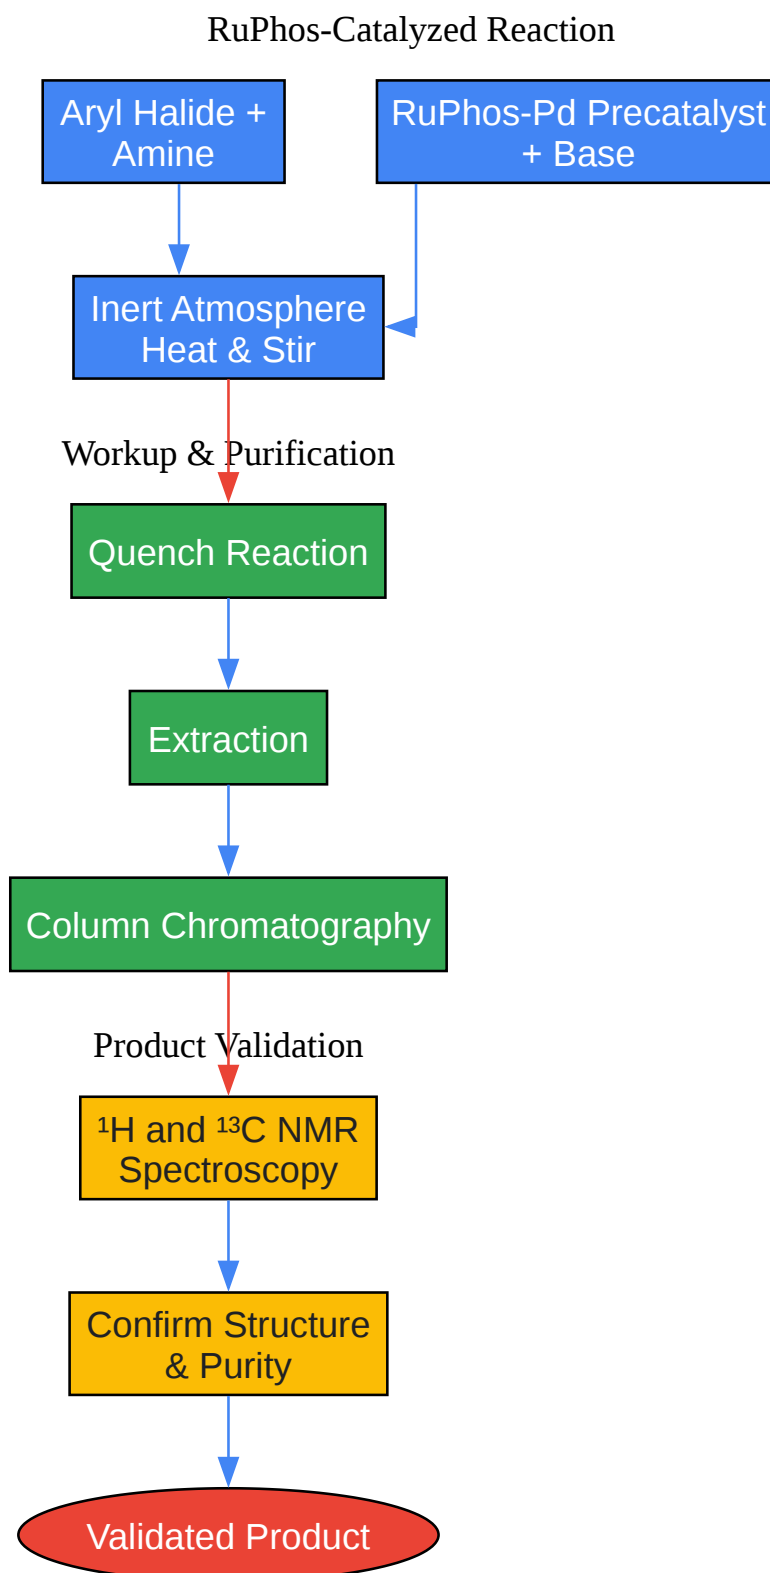 RuPhos-Catalyzed Reaction
Aryl Halide +
Amine
RuPhos-Pd Precatalyst
+ Base
Inert Atmosphere
Heat & Stir
Workup & Purification
Quench Reaction
Extraction
Column Chromatography
Product Validation
¹H and ¹³C NMR
Spectroscopy
Confirm Structure
& Purity
Validated Product